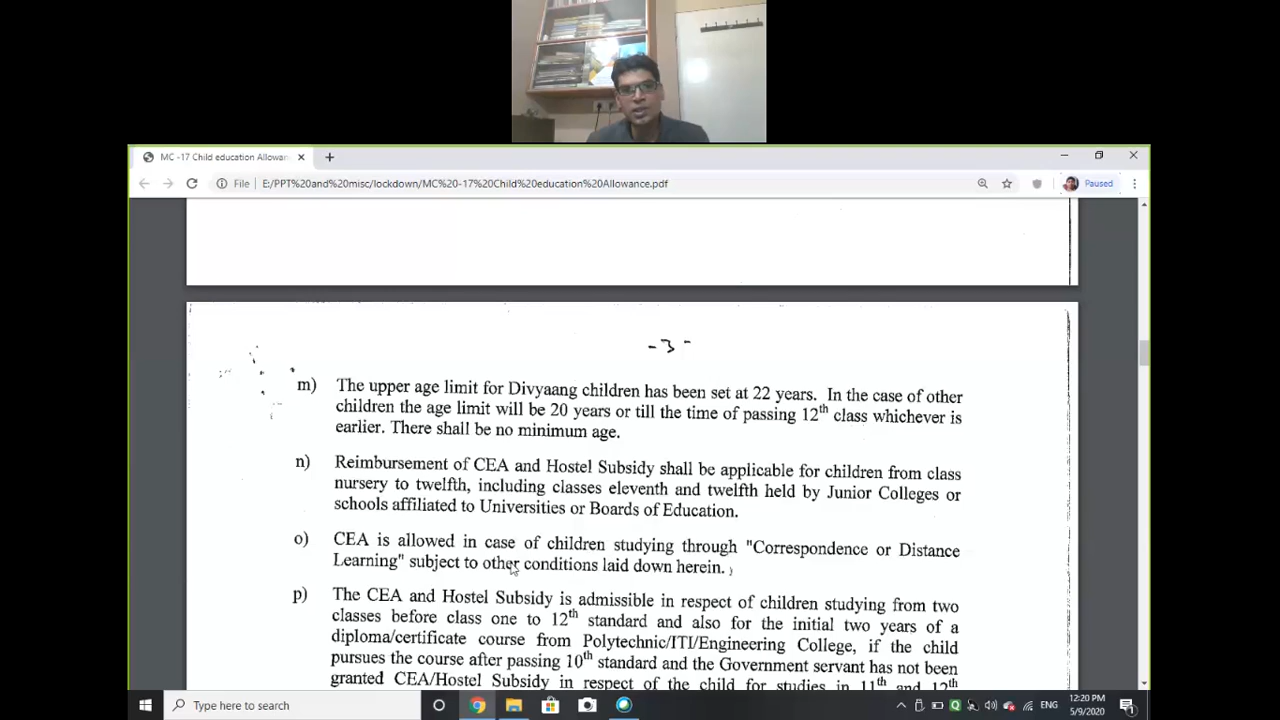 MC -17 Child education Allowan
File E:/PPT%20and%20misc/lockdown/MC%20-17%20Child%20education%20Allowance.pdf
Paused
-3-
m) The upper age limit for Divyaang children has been set at 22 years. In the case of other
children the age limit will be 20 years or till the time of passing 12th class whichever is
earlier. There shall be no minimum age.
n) Reimbursement of CEA and Hostel Subsidy shall be applicable for children from class
nursery to twelfth, including classes eleventh and twelfth held by Junior Colleges or
schools affiliated to Universities or Boards of Education.
o) CEA is allowed in case of children studying through "Correspondence or Distance
Learning" subject to other conditions laid down herein.
p) The CEA and Hostel Subsidy is admissible in respect of children studying from two
classes before class one to 12th standard and also for the initial two years of a
diploma/certificate course from Polytechnic/ITI/Engineering College, if the child
pursues the course after passing 10th standard and the Government servant has not been
granted CEA/Hostel Subsidy in respect of the child for studies in 11th and 12th
Type here to search
ENG
12:20 PM
5/9/2020